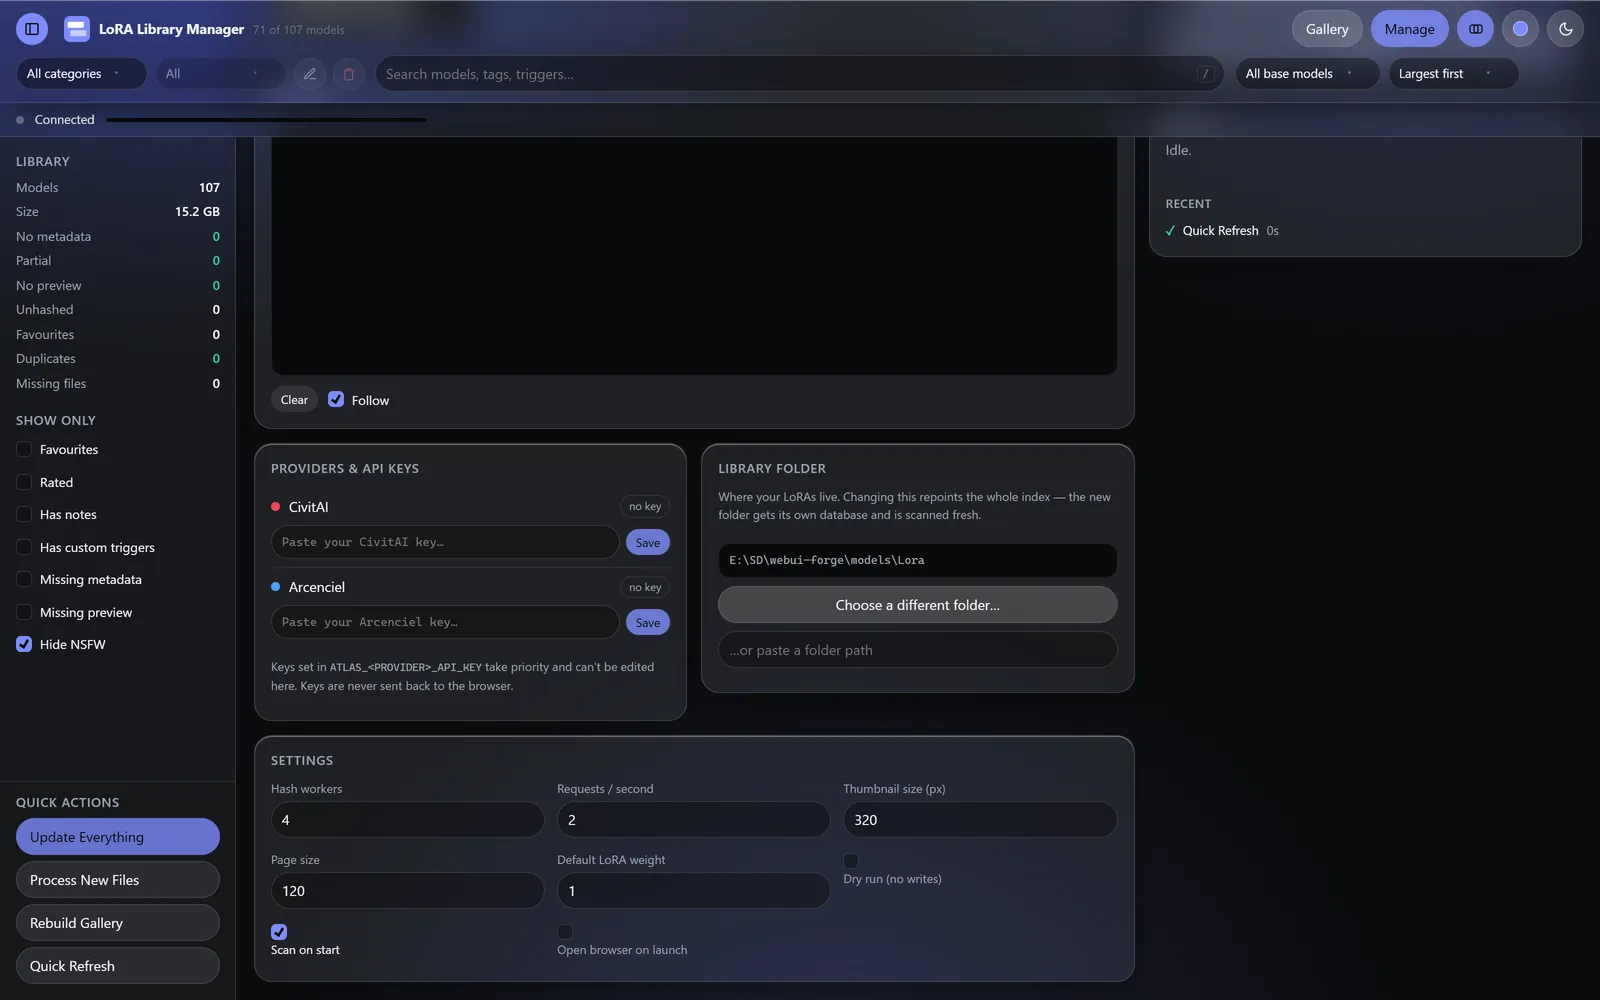 LoRA Library Manager 71 of 107 models
Gallery
Manage
All categories
All
Search models, tags, triggers...
/
All base models
Largest first
Connected
LIBRARY
Models 107
Size 15.2 GB
No metadata 0
Partial 0
No preview 0
Unhashed 0
Favourites 0
Duplicates 0
Missing files 0
SHOW ONLY
Favourites
Rated
Has notes
Has custom triggers
Missing metadata
Missing preview
Hide NSFW
QUICK ACTIONS
Update Everything
Process New Files
Rebuild Gallery
Quick Refresh
Clear
Follow
PROVIDERS & API KEYS
CivitAI
no key
Paste your CivitAI key…
Save
Arcenciel
no key
Paste your Arcenciel key…
Save
Keys set in ATLAS_<PROVIDER>_API_KEY take priority and can't be edited
here. Keys are never sent back to the browser.
LIBRARY FOLDER
Where your LoRAs live. Changing this repoints the whole index — the new
folder gets its own database and is scanned fresh.
E:\SD\webui-forge\models\Lora
Choose a different folder...
...or paste a folder path
SETTINGS
Hash workers
4
Requests / second
2
Thumbnail size (px)
320
Page size
120
Default LoRA weight
1
Dry run (no writes)
Scan on start
Open browser on launch
Idle.
RECENT
Quick Refresh 0s